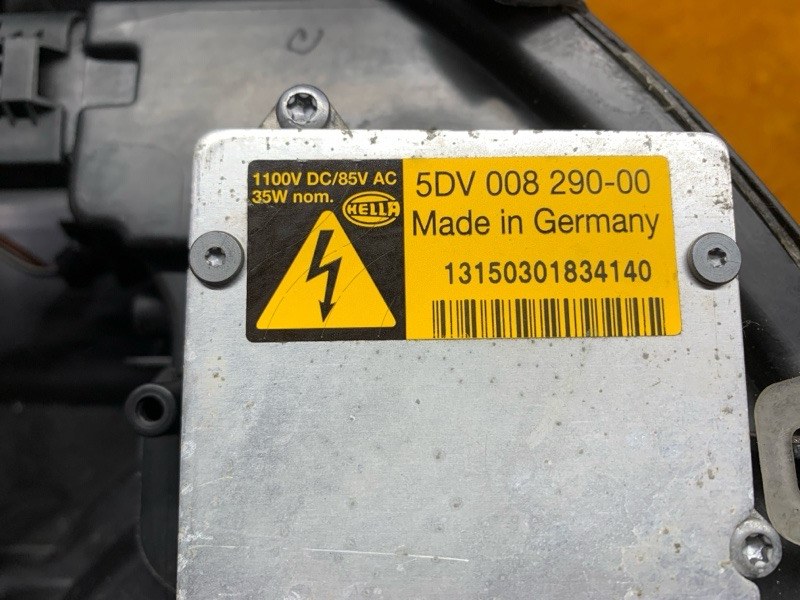 1100V DC/85V AC
35W nom.
HELLA
5DV 008 290-00
Made in Germany
13150301834140